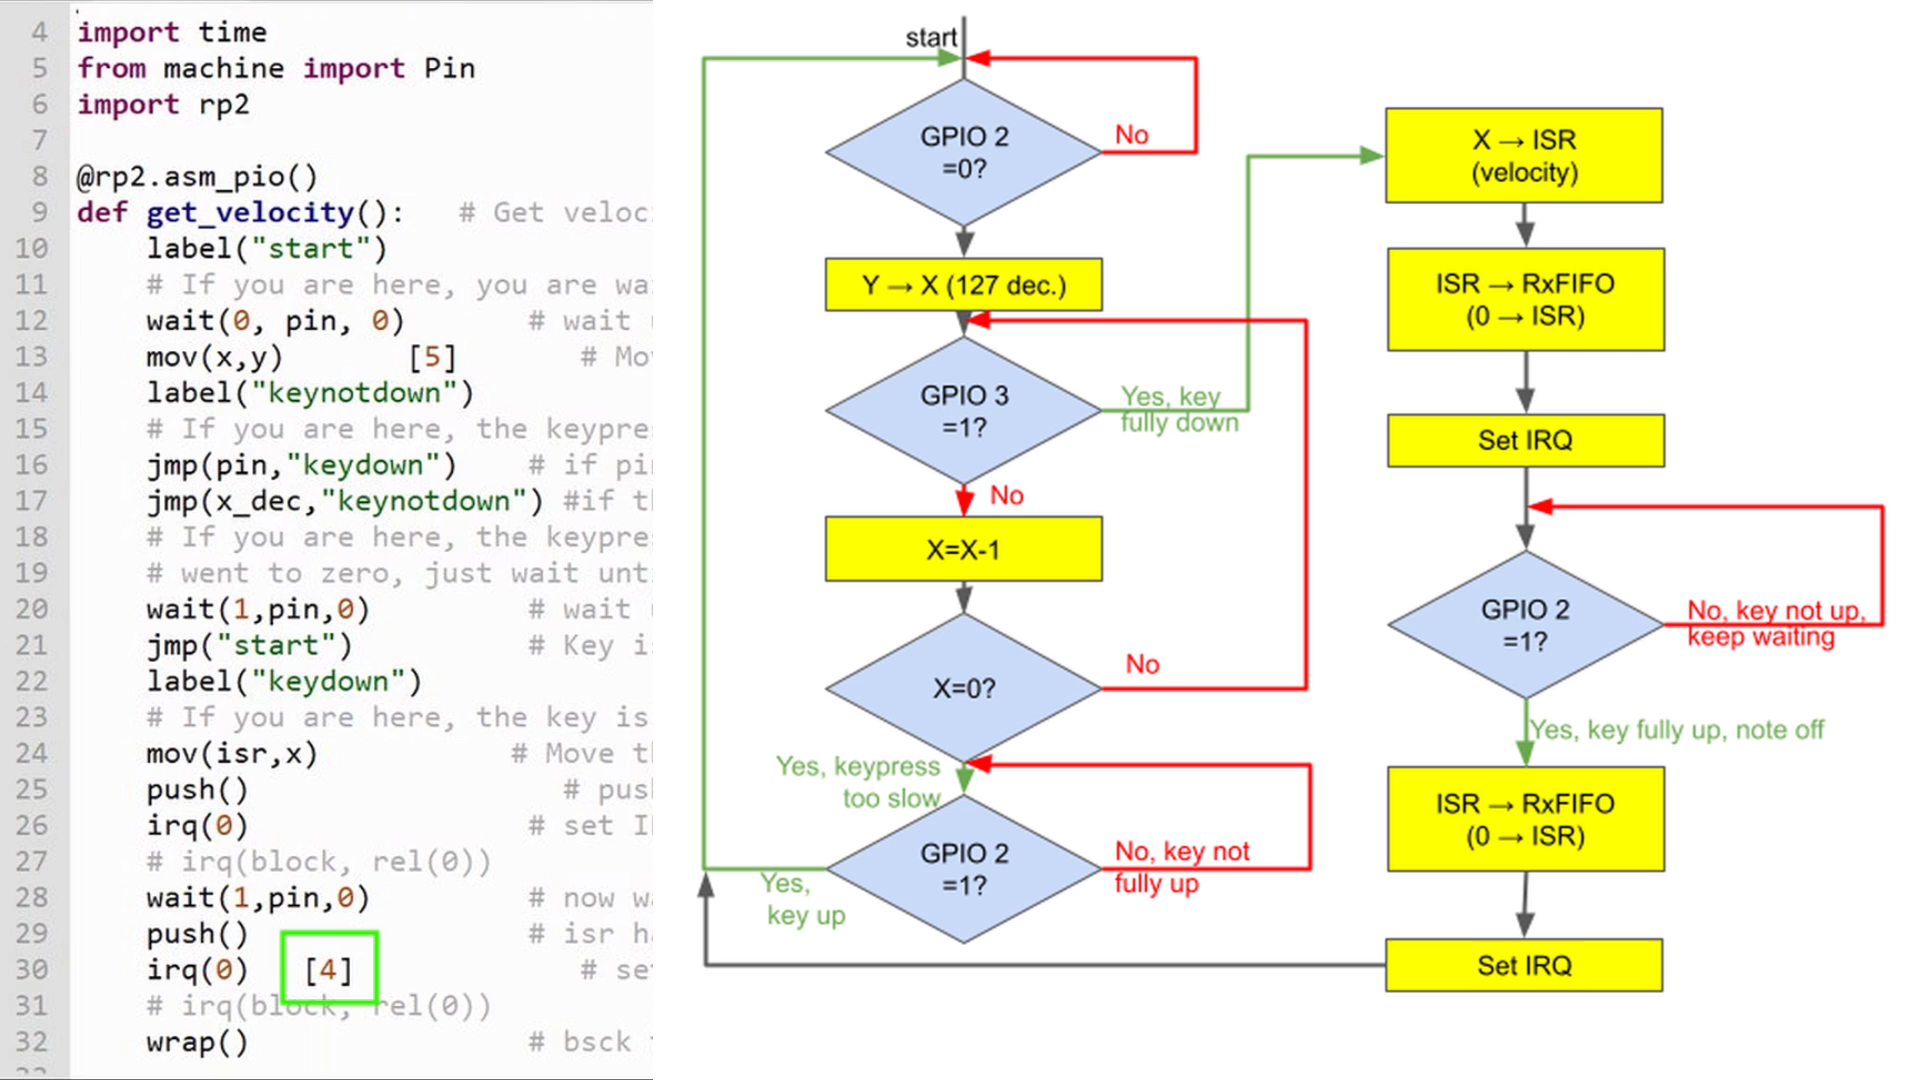 4 import time
5 from machine import Pin
6 import rp2
7
8 @rp2.asm_pio()
9 def get_velocity(): # Get veloc
10 label("start")
11 # If you are here, you are wa
12 wait(0, pin, 0) # wait
13 mov(x,y) [5] # Mo
14 label("keynotdown")
15 # If you are here, the keypre
16 jmp(pin,"keydown") # if pi
17 jmp(x_dec,"keynotdown") #if t
18 # If you are here, the keypre
19 # went to zero, just wait unt
20 wait(1,pin,0) # wait
21 jmp("start") # Key i
22 label("keydown")
23 # If you are here, the key is
24 mov(isr,x) # Move t
25 push() # pus
26 irq(0) # set I
27 # irq(block, rel(0))
28 wait(1,pin,0) # now w
29 push() # isr h
30 irq(0) [4] # se
31 # irq(block, rel(0))
32 wrap() # bsck
start
GPIO 2
=0?
No
Y → X (127 dec.)
GPIO 3
=1?
Yes, key
fully down
No
X=X-1
X=0?
No
Yes, keypress
too slow
GPIO 2
=1?
No, key not
fully up
Yes,
key up
X → ISR
(velocity)
ISR → RxFIFO
(0 → ISR)
Set IRQ
GPIO 2
=1?
No, key not up,
keep waiting
Yes, key fully up, note off
ISR → RxFIFO
(0 → ISR)
Set IRQ